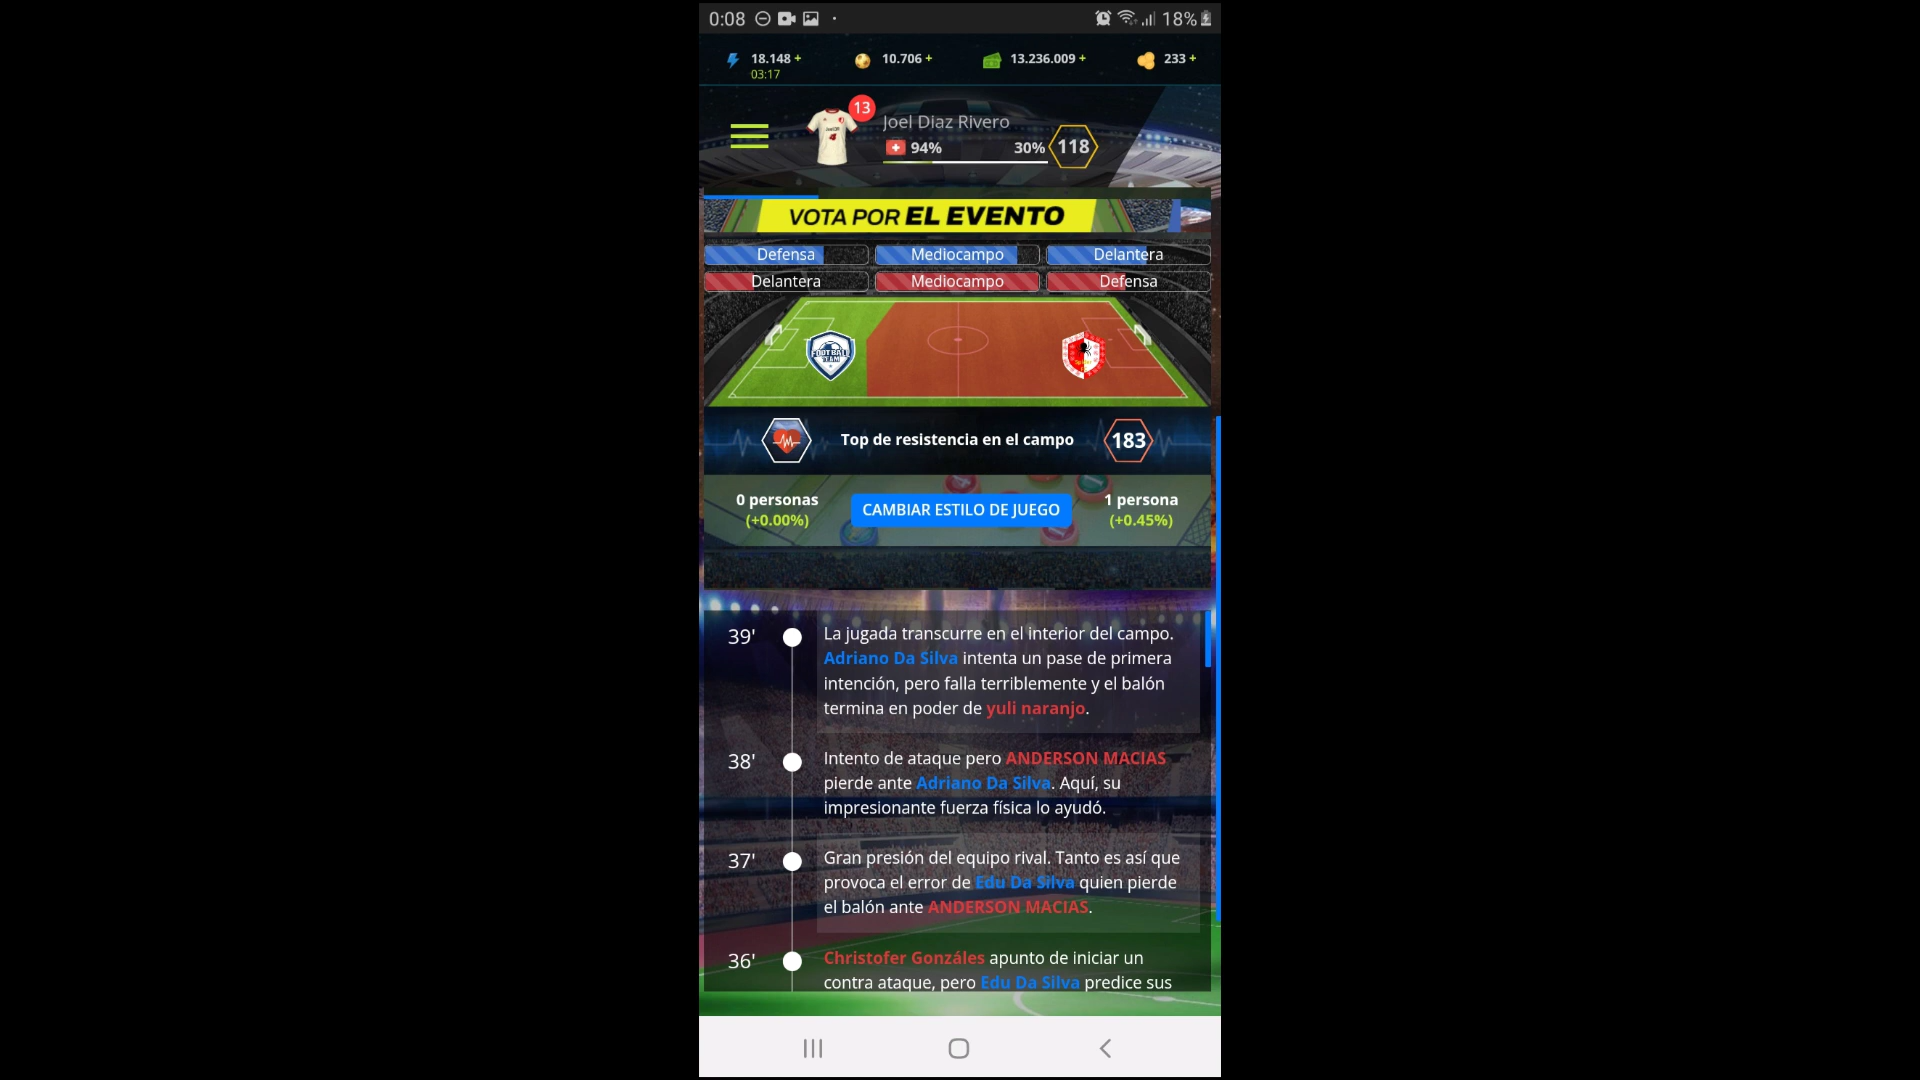 0:08
18%
18.148 +
03:17
10.706 +
13.236.009 +
233 +
13
Joel Diaz Rivero
94%
30%
118
VOTA POR EL EVENTO
Defensa
Mediocampo
Delantera
Delantera
Mediocampo
Defensa
FOOTBALL
TEAM
Top de resistencia en el campo
183
0 personas
(+0.00%)
CAMBIAR ESTILO DE JUEGO
1 persona
(+0.45%)
39'
La jugada transcurre en el interior del campo.
Adriano Da Silva intenta un pase de primera
intención, pero falla terriblemente y el balón
termina en poder de yuli naranjo.
38'
Intento de ataque pero ANDERSON MACIAS
pierde ante Adriano Da Silva. Aquí, su
impresionante fuerza física lo ayudó.
37'
Gran presión del equipo rival. Tanto es así que
provoca el error de Edu Da Silva quien pierde
el balón ante ANDERSON MACIAS.
36'
Christofer Gonzáles apunto de iniciar un
contra ataque, pero Edu Da Silva predice sus